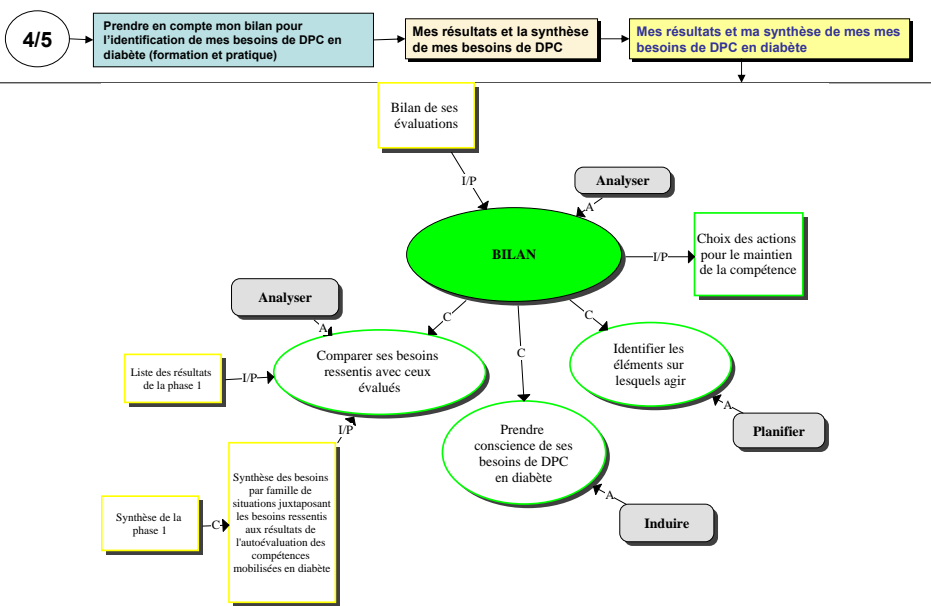 4/5
Prendre en compte mon bilan pour
l'identification de mes besoins de DPC en
diabète (formation et pratique)
Mes résultats et la synthèse
de mes besoins de DPC
Mes résultats et ma synthèse de mes mes
besoins de DPC en diabète
Bilan de ses
évaluations
I/P
Analyser
A
BILAN
I/P
Choix des actions
pour le maintien
de la compétence
Analyser
A
C
C
C
Comparer ses besoins
ressentis avec ceux
évalués
Identifier les
éléments sur
lesquels agir
Liste des résultats
de la phase 1
I/P
I/P
A
Planifier
Prendre
conscience de ses
besoins de DPC
en diabète
Synthèse des besoins
par famille de
situations juxtaposant
les besoins ressentis
aux résultats de
l'autoévaluation des
compétences
mobilisées en diabète
Synthèse de la
phase 1
C
A
Induire